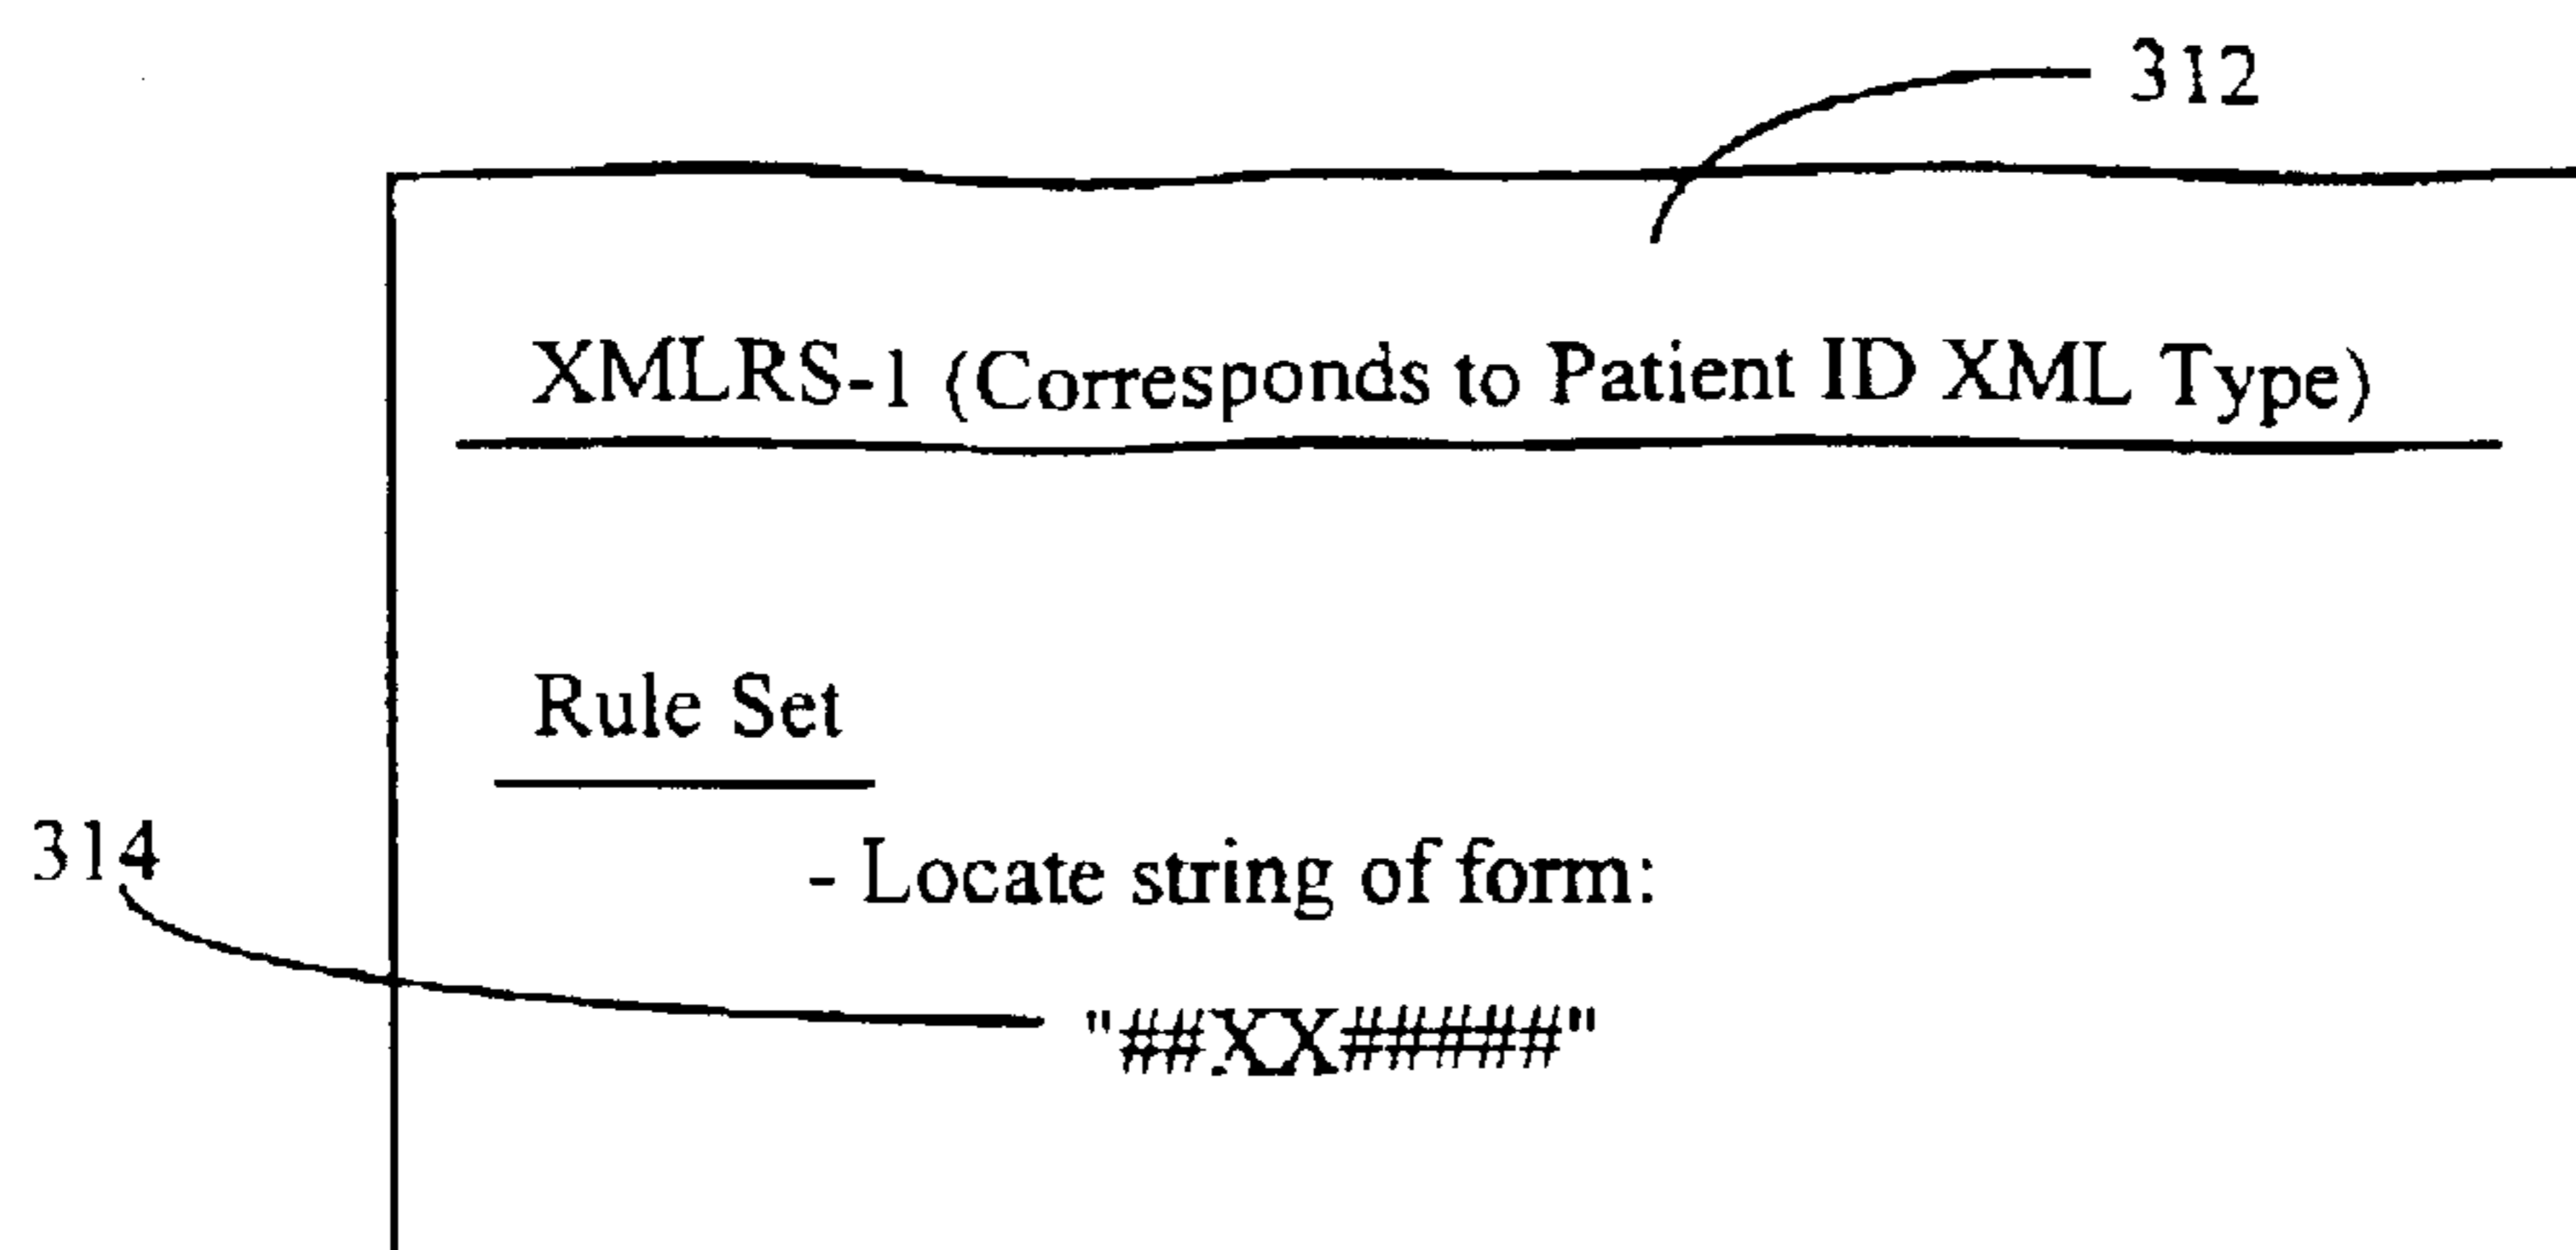 312
XMLRS-1 (Corresponds to Patient ID XML Type)
Rule Set
314
- Locate string of form:
"##XX#####"